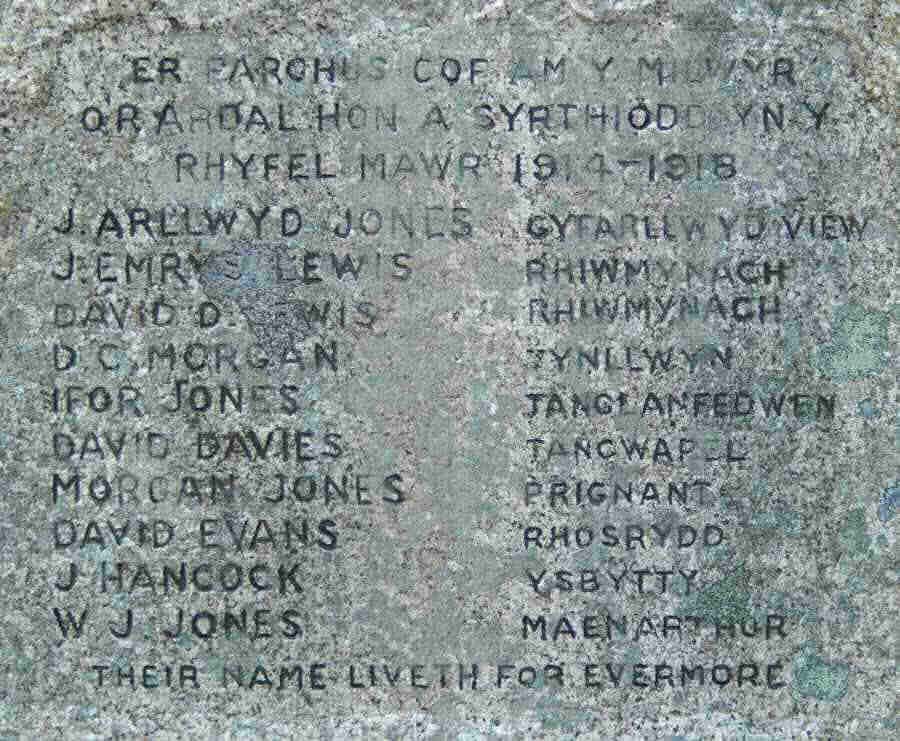 ER PARCHUS COF AM Y MILWYR
O'R ARDAL HON A SYRTHIODD YN Y
RHYFEL MAWR 1914-1918
J. ARLLWYD JONES GYFARLLWYD VIEW
J. EMRYS LEWIS RHIWMYNACH
DAVID D. LEWIS RHIWMYNACH
D. C. MORGAN TYNLLWYN
IFOR JONES TANGLANFEDWEN
DAVID DAVIES
MORGAN JONES PRIGNANT
DAVID EVANS RHOSRYDD
J HANCOCK YSBYTTY
W J JONES MAENARTHUR
THEIR NAME LIVETH FOR EVERMORE